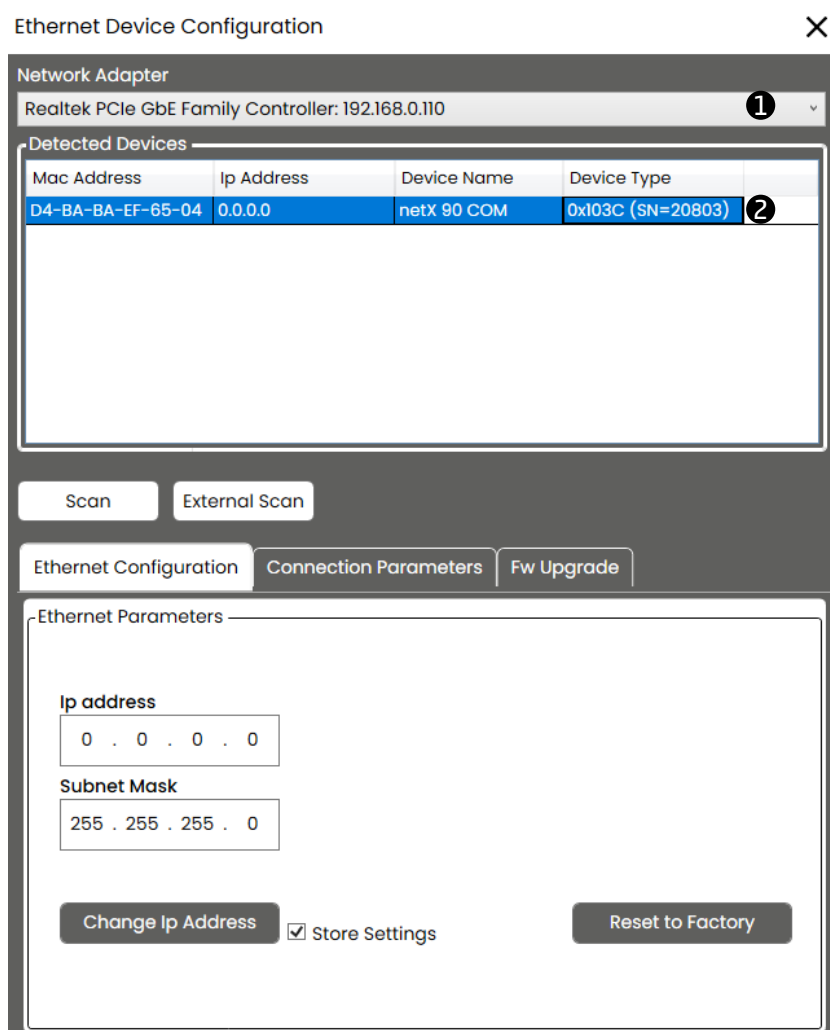 Ethernet Device Configuration
Network Adapter
Realtek PCIe GbE Family Controller: 192.168.0.110 ❶
Detected Devices
Mac Address Ip Address Device Name Device Type
D4-BA-BA-EF-65-04 0.0.0.0 netX 90 COM 0x103C (SN=20803) ❷
Scan External Scan
Ethernet Configuration Connection Parameters Fw Upgrade
Ethernet Parameters
Ip address
0 . 0 . 0 . 0
Subnet Mask
255 . 255 . 255 . 0
Change Ip Address Store Settings Reset to Factory